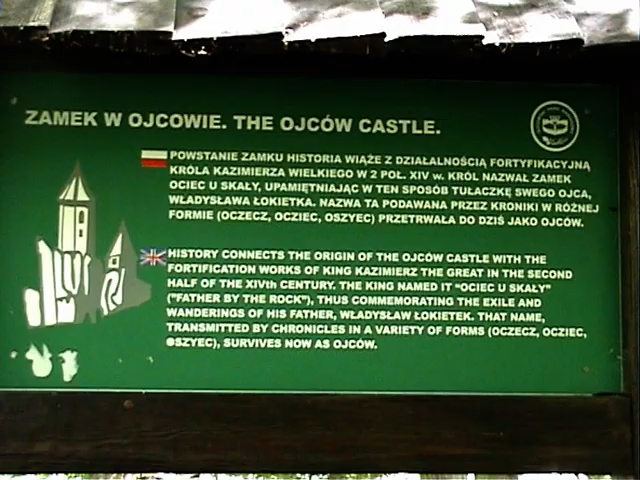 ZAMEK W OJCOWIE. THE OJCÓW CASTLE.
POWSTANIE ZAMKU HISTORIA WIĄŻE Z DZIAŁALNOŚCIĄ FORTYFIKACYJNĄ
KRÓLA KAZIMIERZA WIELKIEGO W 2 POŁ. XIV w. KRÓL NAZWAŁ ZAMEK
OCIEC U SKAŁY, UPAMIĘTNIAJĄC W TEN SPOSÓB TUŁACZKĘ SWEGO OJCA,
WŁADYSŁAWA ŁOKIETKA. NAZWA TA PODAWANA PRZEZ KRONIKI W RÓŻNEJ
FORMIE (OCZECZ, OCZIEC, OSZYEC) PRZETRWAŁA DO DZIŚ JAKO OJCÓW.
HISTORY CONNECTS THE ORIGIN OF THE OJCÓW CASTLE WITH THE
FORTIFICATION WORKS OF KING KAZIMIERZ THE GREAT IN THE SECOND
HALF OF THE XIVth CENTURY. THE KING NAMED IT "OCIEC U SKAŁY"
("FATHER BY THE ROCK"), THUS COMMEMORATING THE EXILE AND
WANDERINGS OF HIS FATHER, WŁADYSŁAW ŁOKIETEK. THAT NAME,
TRANSMITTED BY CHRONICLES IN A VARIETY OF FORMS (OCZECZ, OCZIEC,
OSZYEC), SURVIVES NOW AS OJCÓW.